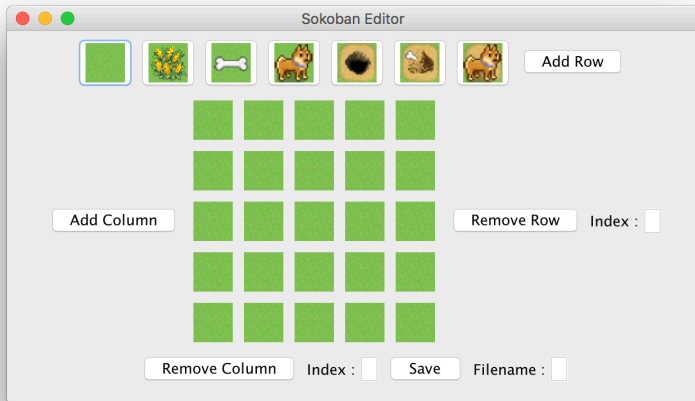 Sokoban Editor
Add Row
Add Column
Remove Row Index :
Remove Column Index : Save Filename :